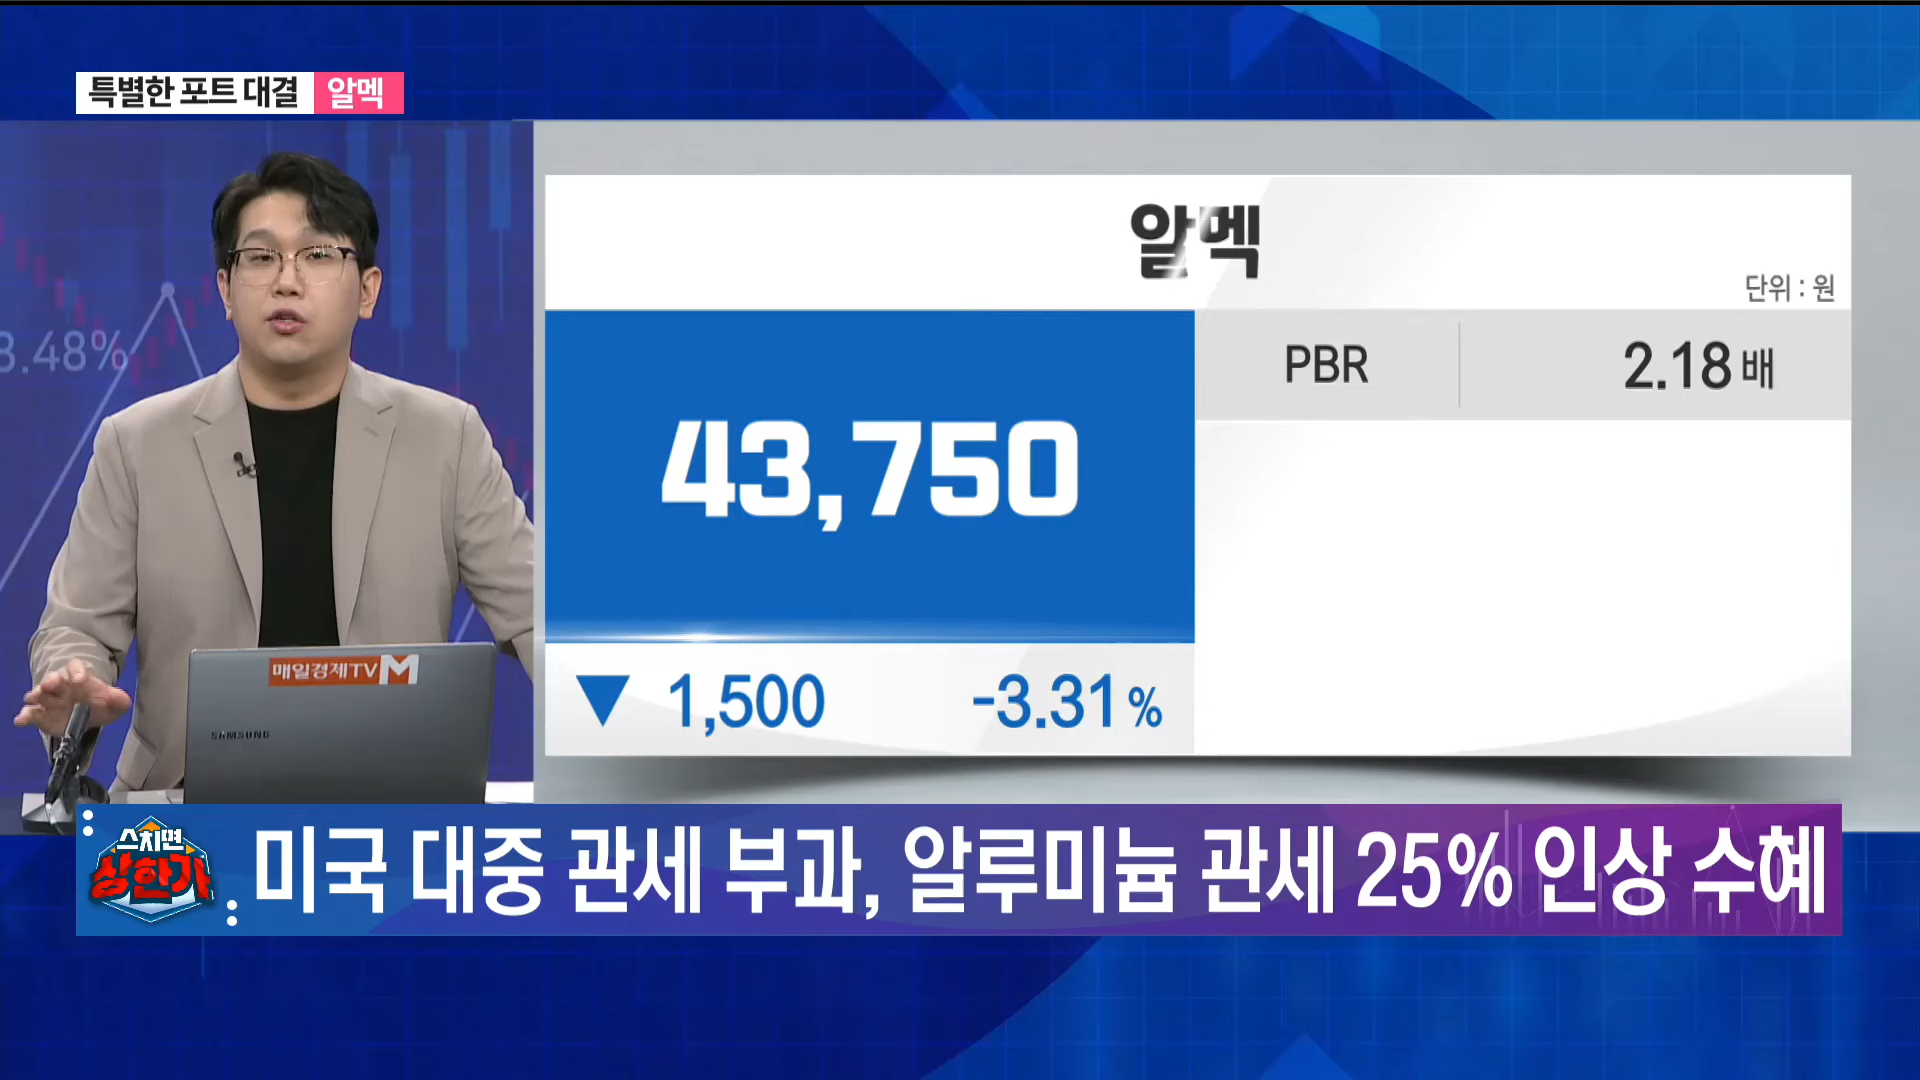 특별한 포트 대결 알멕
알멕
단위 : 원
43,750
PBR 2.18 배
▼ 1,500 -3.31 %
3.48%
매일경제TV M
SAMSUNG
스치면
상한가
미국 대중 관세 부과, 알루미늄 관세 25% 인상 수혜